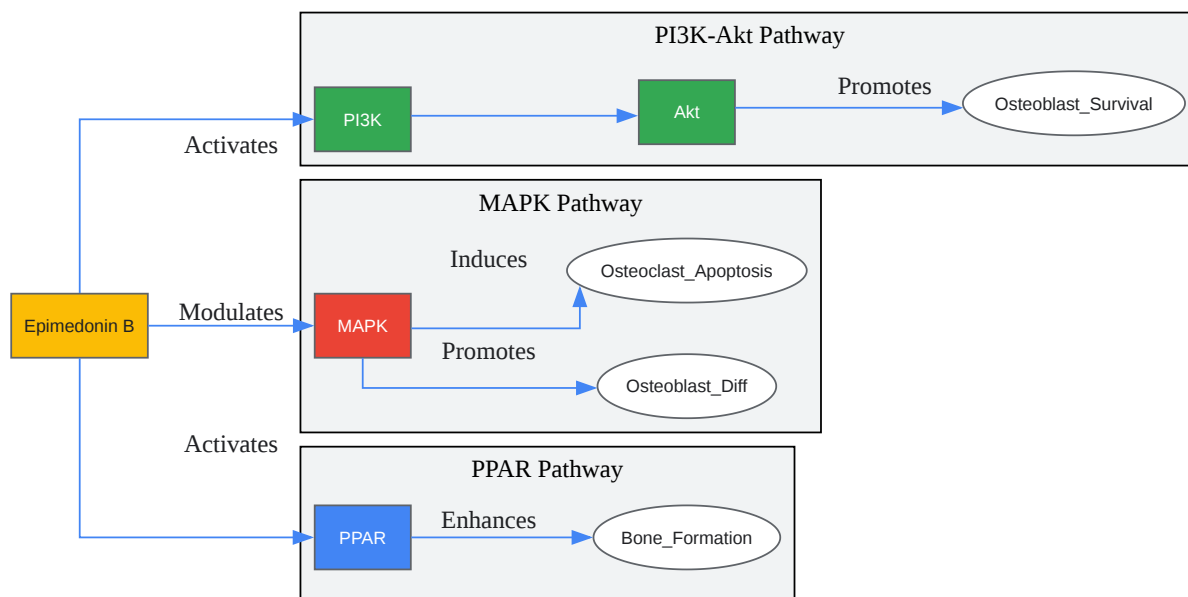 PI3K-Akt Pathway
Activates
PI3K
Akt
Promotes
Osteoblast_Survival
MAPK Pathway
Epimedonin B
Modulates
MAPK
Induces
Osteoclast_Apoptosis
Promotes
Osteoblast_Diff
Activates
PPAR Pathway
PPAR
Enhances
Bone_Formation